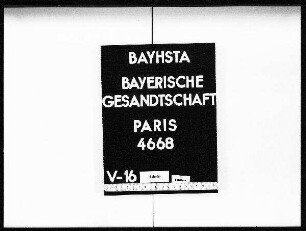 BAYHSTA
BAYERISCHE
GESANDTSCHAFT
PARIS
4668
V-16